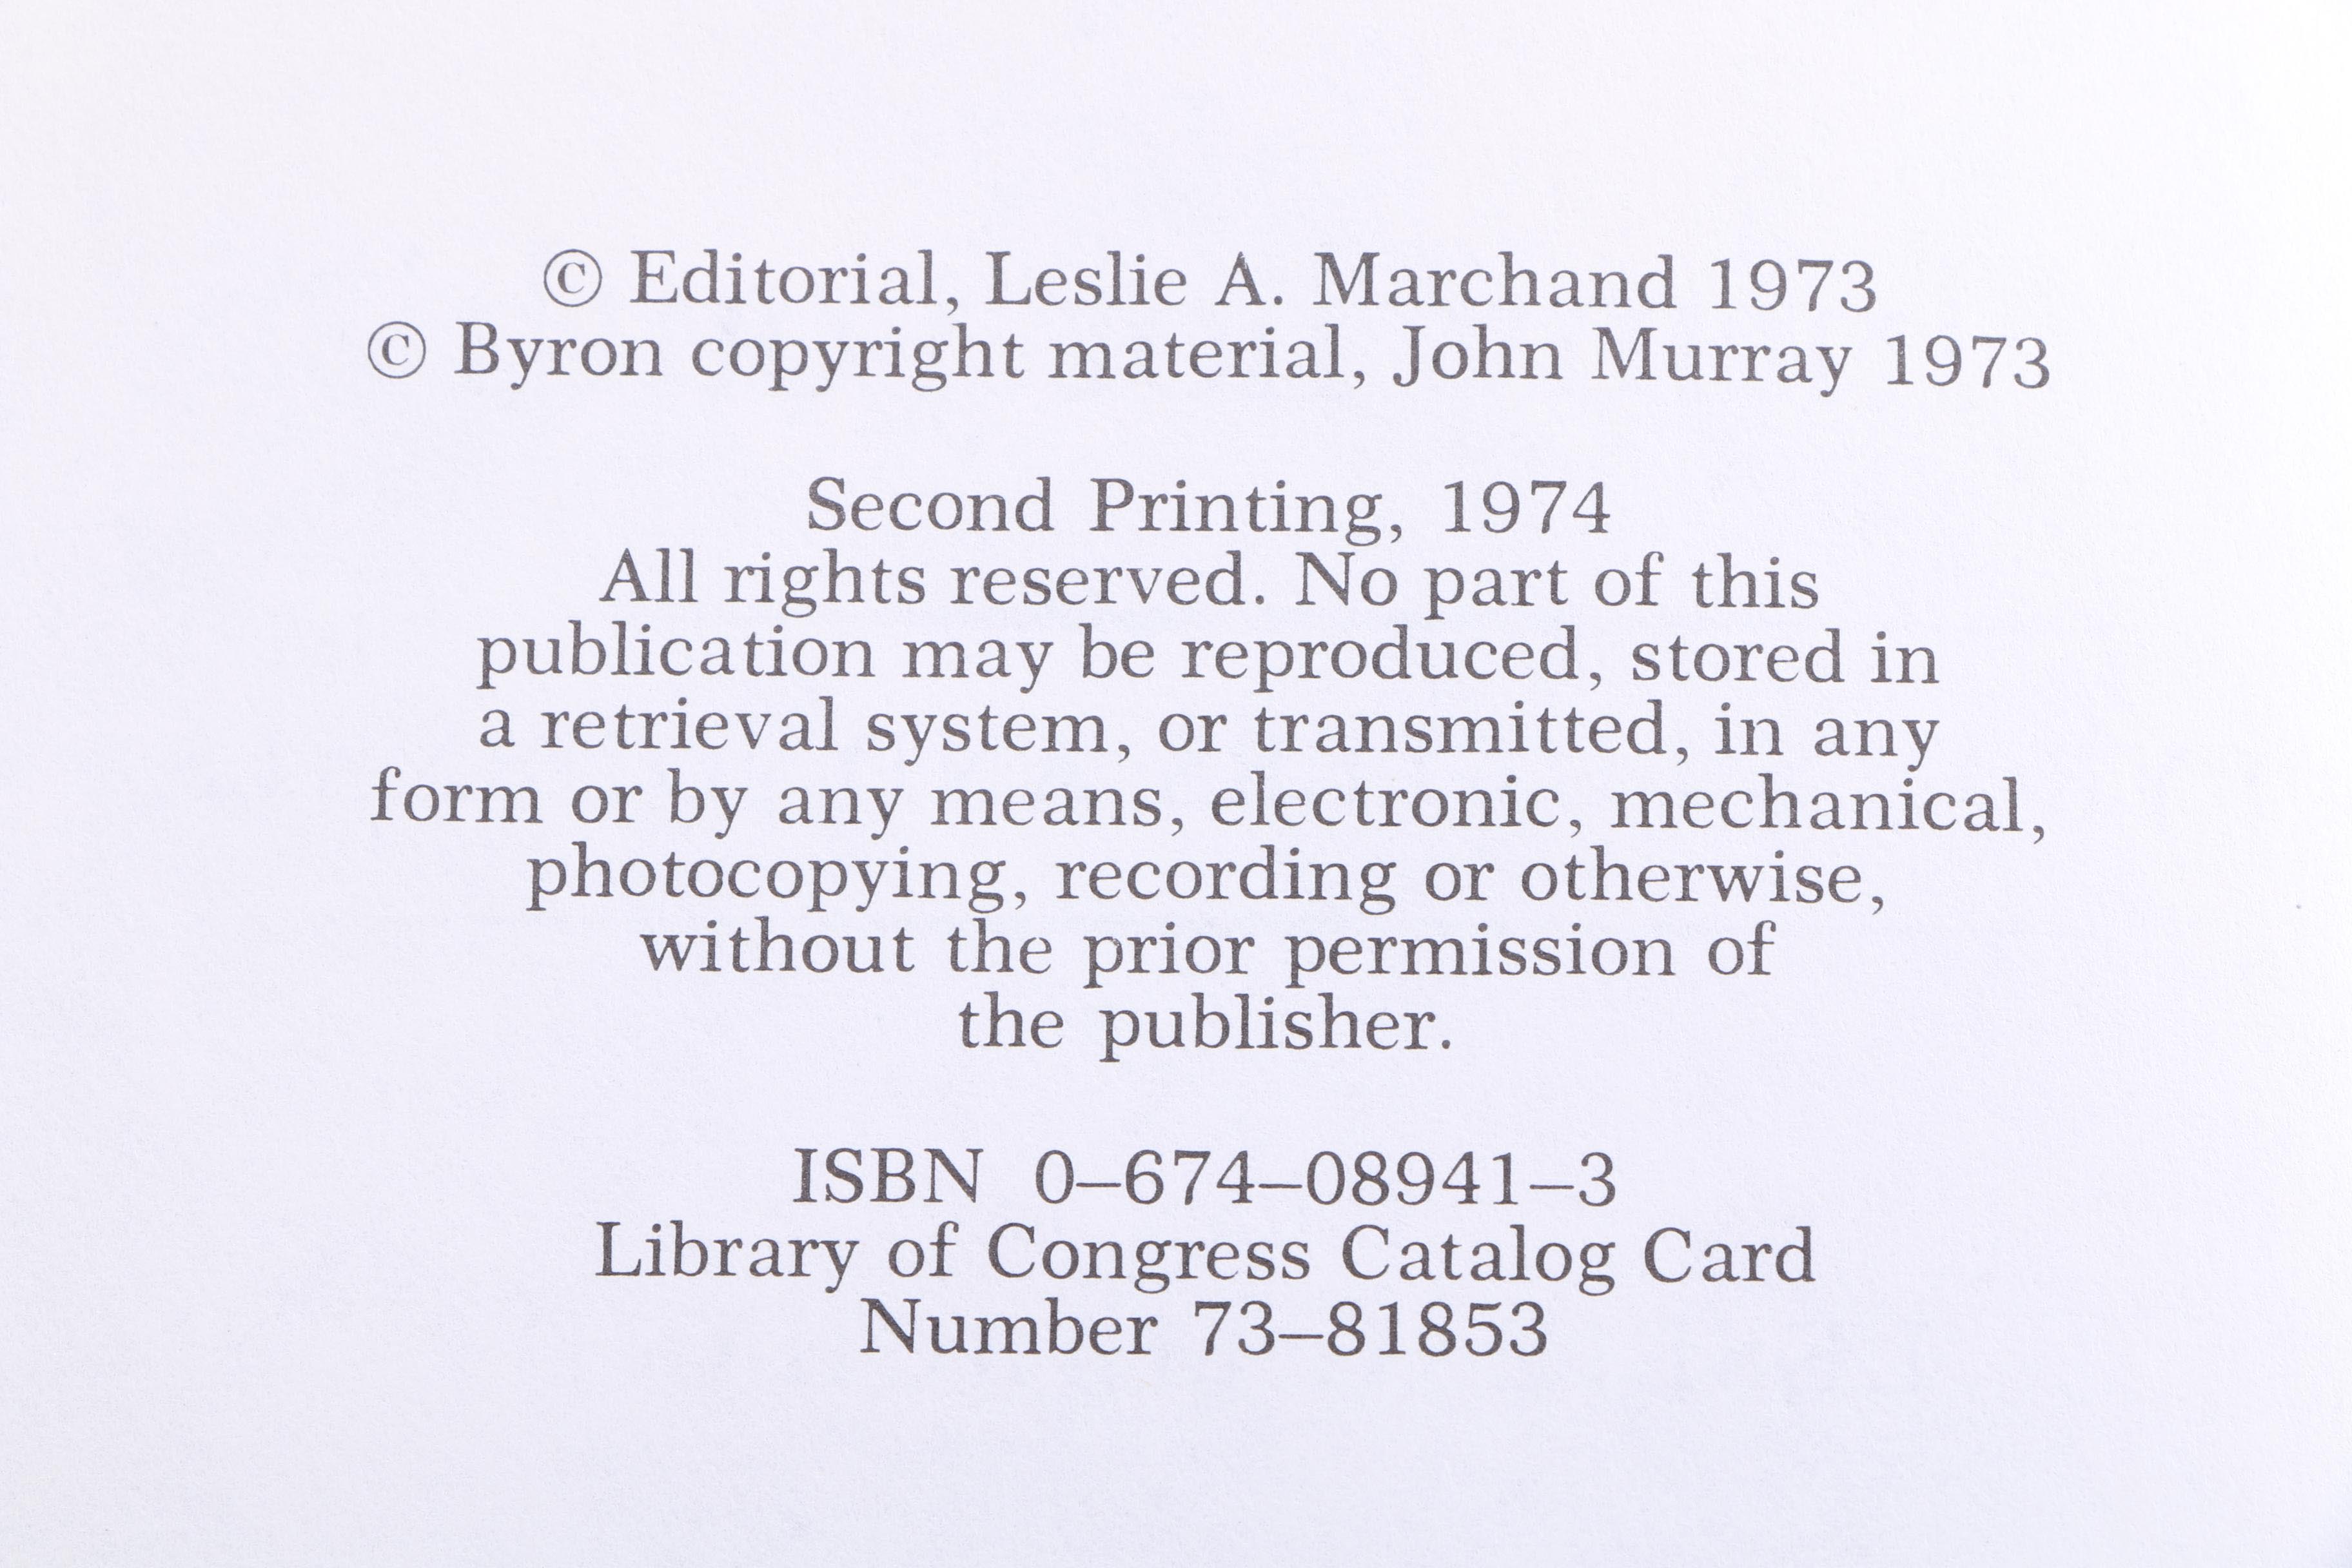 © Editorial, Leslie A. Marchand 1973
© Byron copyright material, John Murray 1973
Second Printing, 1974
All rights reserved. No part of this
publication may be reproduced, stored in
a retrieval system, or transmitted, in any
form or by any means, electronic, mechanical,
photocopying, recording or otherwise,
without the prior permission of
the publisher.
ISBN 0–674–08941–3
Library of Congress Catalog Card
Number 73–81853